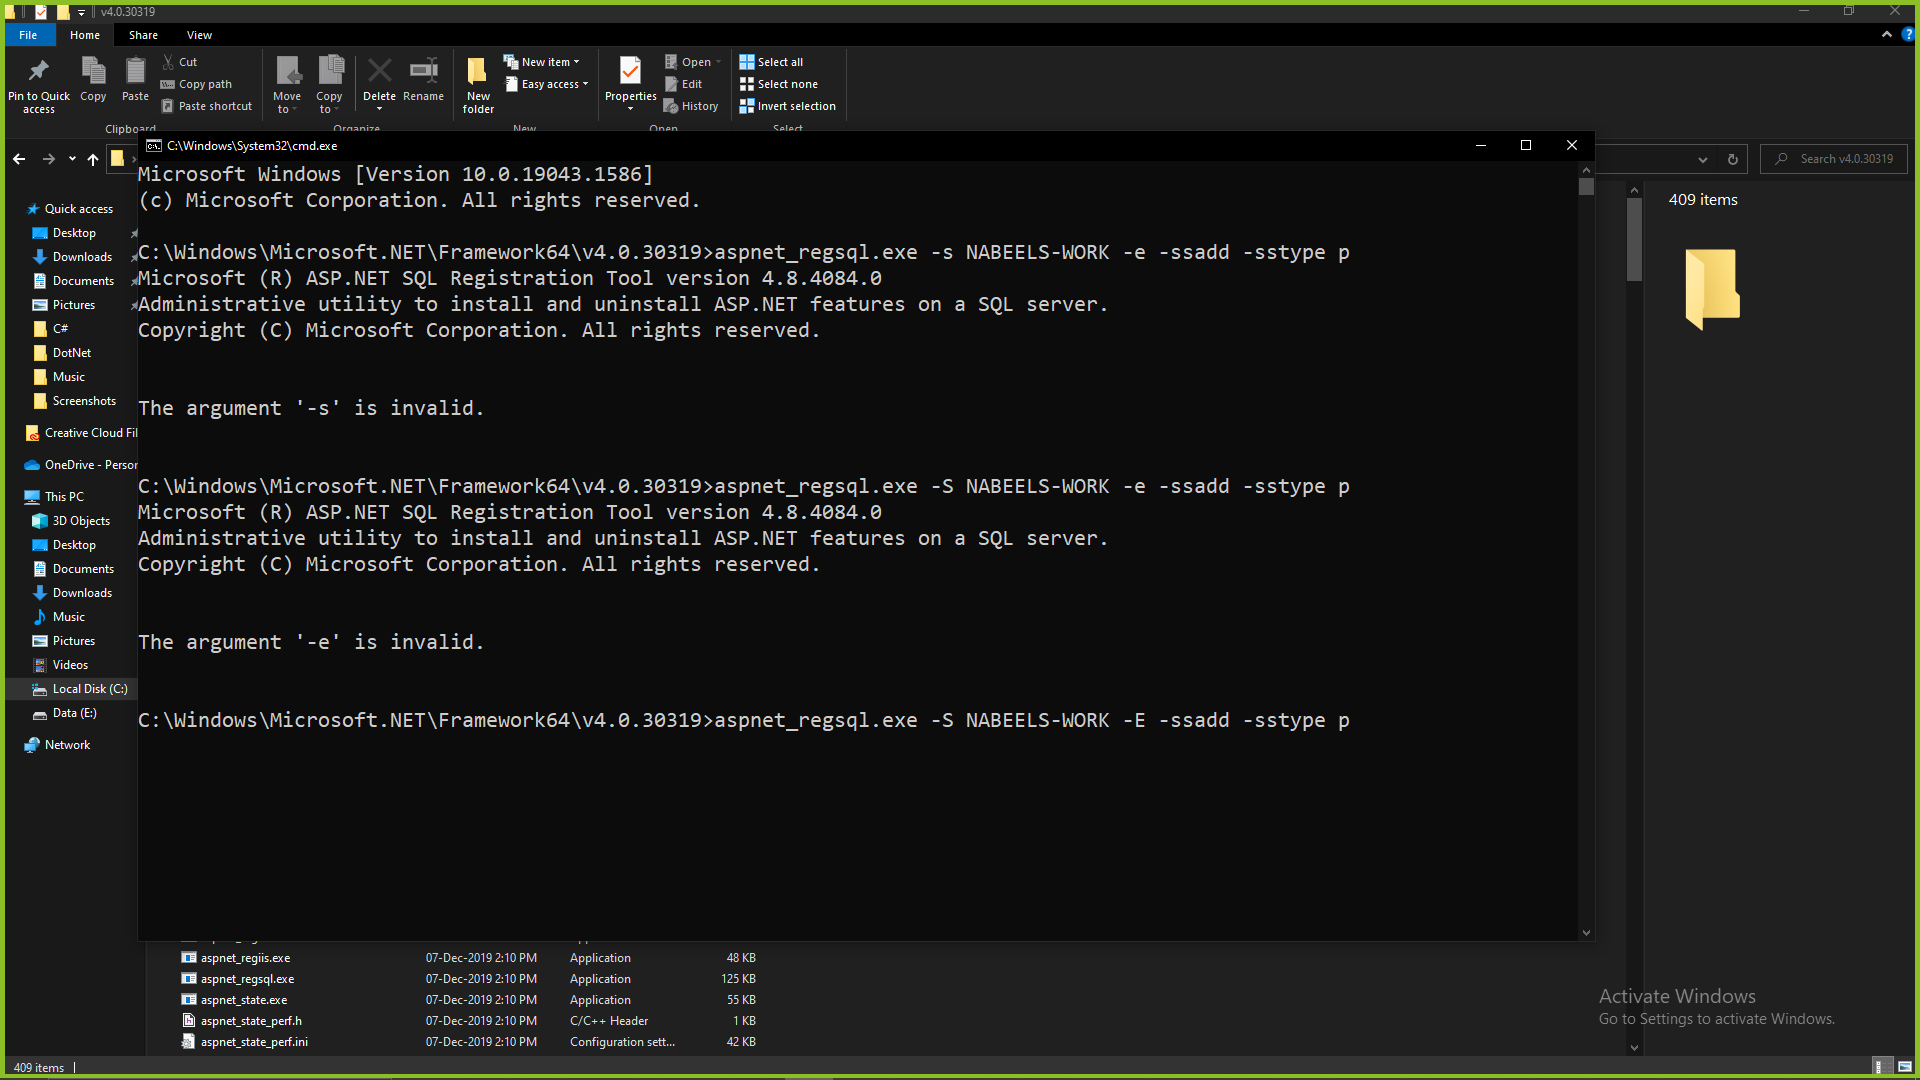 v4.0.30319
File Home Share View
Pin to Quick access
Copy
Paste
Cut
Copy path
Paste shortcut
Clipboard
Move to
Copy to
Delete
Rename
Organize
New folder
New item
Easy access
New
Properties
Open
Edit
History
Open
Select all
Select none
Invert selection
Select
Search v4.0.30319
C:\Windows\System32\cmd.exe
Microsoft Windows [Version 10.0.19043.1586]
(c) Microsoft Corporation. All rights reserved.
C:\Windows\Microsoft.NET\Framework64\v4.0.30319>aspnet_regsql.exe -s NABEELS-WORK -e -ssadd -sstype p
Microsoft (R) ASP.NET SQL Registration Tool version 4.8.4084.0
Administrative utility to install and uninstall ASP.NET features on a SQL server.
Copyright (C) Microsoft Corporation. All rights reserved.
The argument '-s' is invalid.
C:\Windows\Microsoft.NET\Framework64\v4.0.30319>aspnet_regsql.exe -S NABEELS-WORK -e -ssadd -sstype p
Microsoft (R) ASP.NET SQL Registration Tool version 4.8.4084.0
Administrative utility to install and uninstall ASP.NET features on a SQL server.
Copyright (C) Microsoft Corporation. All rights reserved.
The argument '-e' is invalid.
C:\Windows\Microsoft.NET\Framework64\v4.0.30319>aspnet_regsql.exe -S NABEELS-WORK -E -ssadd -sstype p
Quick access
Desktop
Downloads
Documents
Pictures
C#
DotNet
Music
Screenshots
Creative Cloud Fil
OneDrive - Person
This PC
3D Objects
Desktop
Documents
Downloads
Music
Pictures
Videos
Local Disk (C:)
Data (E:)
Network
409 items
aspnet_regiis.exe 07-Dec-2019 2:10 PM Application 48 KB
aspnet_regsql.exe 07-Dec-2019 2:10 PM Application 125 KB
aspnet_state.exe 07-Dec-2019 2:10 PM Application 55 KB
aspnet_state_perf.h 07-Dec-2019 2:10 PM C/C++ Header 1 KB
aspnet_state_perf.ini 07-Dec-2019 2:10 PM Configuration sett... 42 KB
Activate Windows
Go to Settings to activate Windows.
409 items